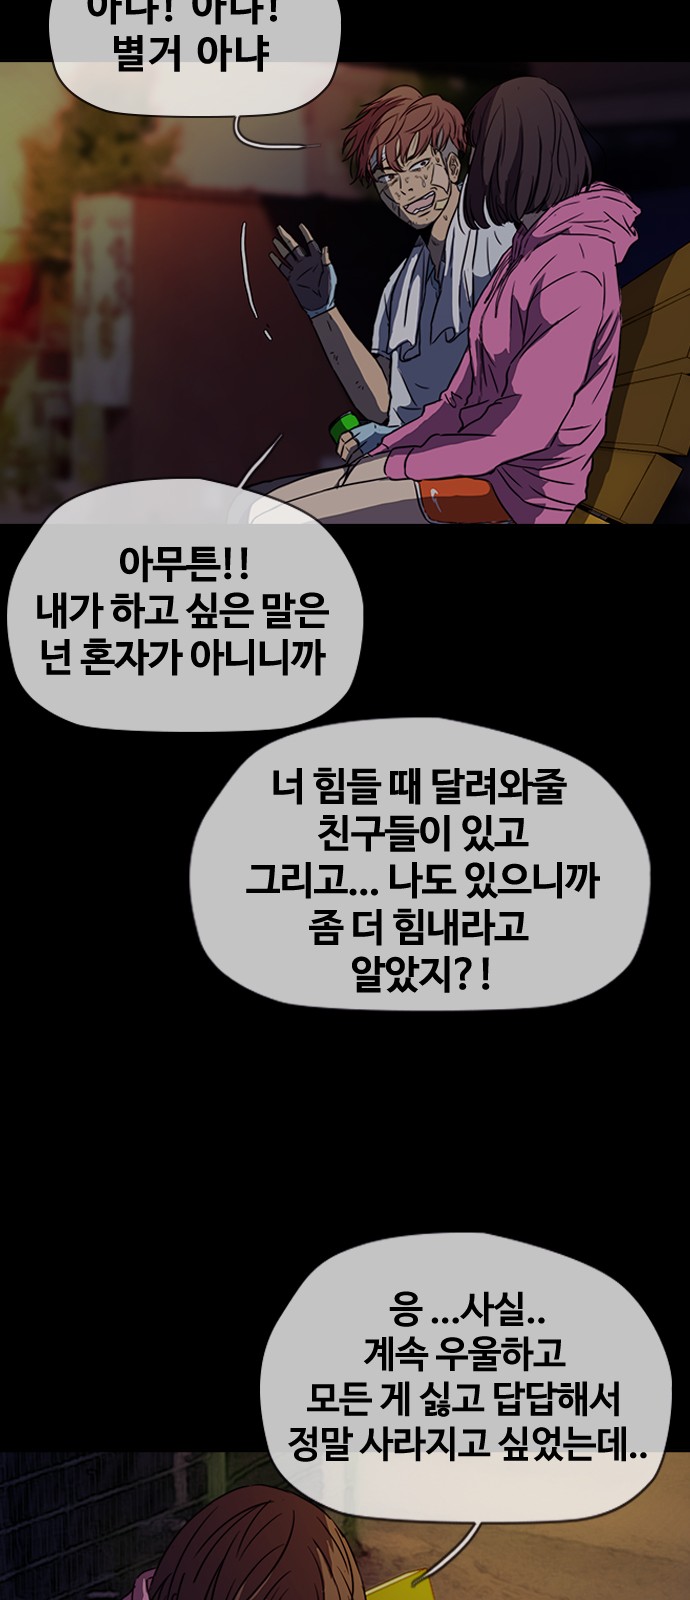 아냐! 아냐!
별거 아냐
아무튼!!
내가 하고 싶은 말은
넌 혼자가 아니니까
너 힘들 때 달려와줄
친구들이 있고
그리고... 나도 있으니까
좀 더 힘내라고
알았지?!
응 ...사실..
계속 우울하고
모든 게 싫고 답답해서
정말 사라지고 싶었는데..